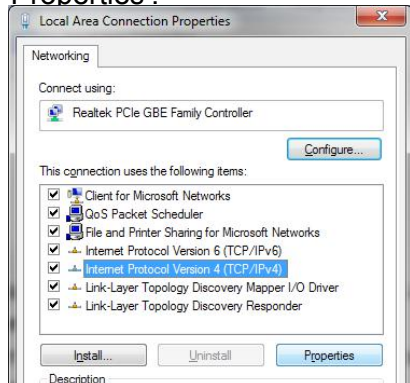 Properties .
Local Area Connection Properties
Networking
Connect using:
Realtek PCIe GBE Family Controller
Configure...
This connection uses the following items:
Client for Microsoft Networks
QoS Packet Scheduler
File and Printer Sharing for Microsoft Networks
Internet Protocol Version 6 (TCP/IPv6)
Internet Protocol Version 4 (TCP/IPv4)
Link-Layer Topology Discovery Mapper I/O Driver
Link-Layer Topology Discovery Responder
Install...
Uninstall
Properties
Description